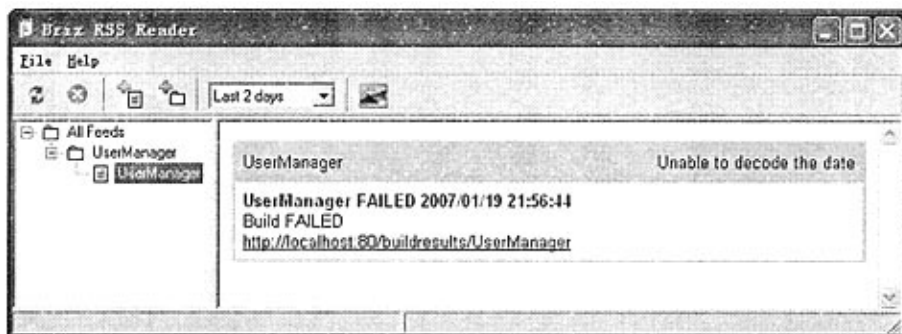 Briz RSS Reader
File Help
Last 2 days
All Feeds
UserManager
UserManager
UserManager Unable to decode the date
UserManager FAILED 2007/01/19 21:56:44
Build FAILED
http://localhost:80/buildresults/UserManager